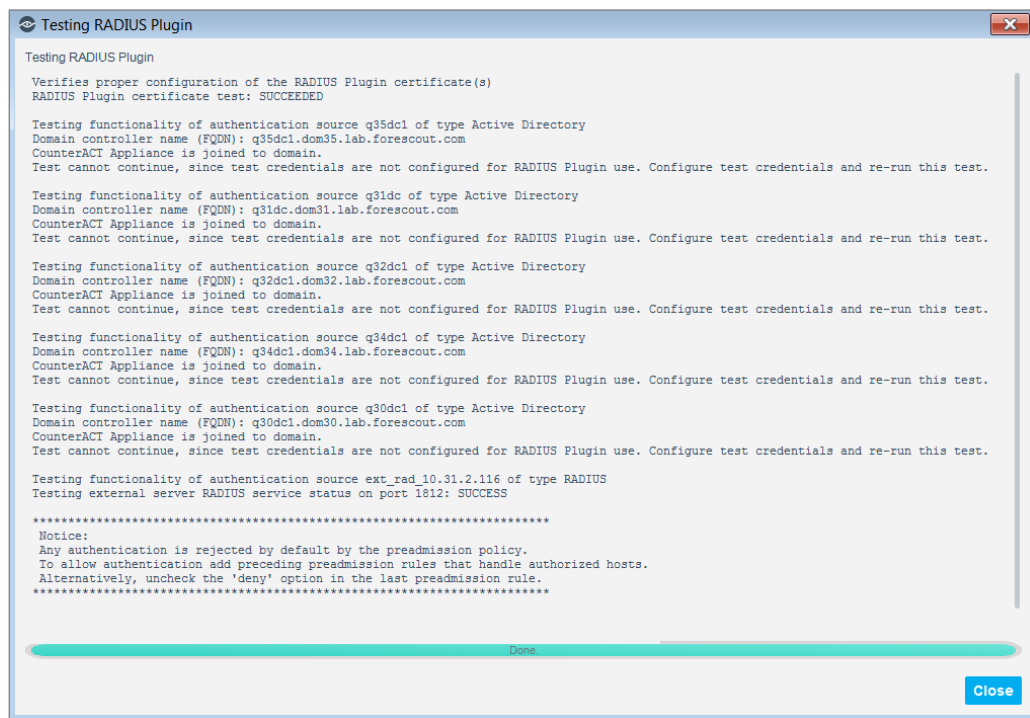 Testing RADIUS Plugin
Testing RADIUS Plugin
Verifies proper configuration of the RADIUS Plugin certificate(s)
RADIUS Plugin certificate test: SUCCEEDED
Testing functionality of authentication source q35dc1 of type Active Directory
Domain controller name (FQDN): q35dc1.dom35.lab.forescout.com
CounterACT Appliance is joined to domain.
Test cannot continue, since test credentials are not configured for RADIUS Plugin use. Configure test credentials and re-run this test.
Testing functionality of authentication source q31dc of type Active Directory
Domain controller name (FQDN): q31dc.dom31.lab.forescout.com
CounterACT Appliance is joined to domain.
Test cannot continue, since test credentials are not configured for RADIUS Plugin use. Configure test credentials and re-run this test.
Testing functionality of authentication source q32dc1 of type Active Directory
Domain controller name (FQDN): q32dc1.dom32.lab.forescout.com
CounterACT Appliance is joined to domain.
Test cannot continue, since test credentials are not configured for RADIUS Plugin use. Configure test credentials and re-run this test.
Testing functionality of authentication source q34dc1 of type Active Directory
Domain controller name (FQDN): q34dc1.dom34.lab.forescout.com
CounterACT Appliance is joined to domain.
Test cannot continue, since test credentials are not configured for RADIUS Plugin use. Configure test credentials and re-run this test.
Testing functionality of authentication source q30dc1 of type Active Directory
Domain controller name (FQDN): q30dc1.dom30.lab.forescout.com
CounterACT Appliance is joined to domain.
Test cannot continue, since test credentials are not configured for RADIUS Plugin use. Configure test credentials and re-run this test.
Testing functionality of authentication source ext_rad_10.31.2.116 of type RADIUS
Testing external server RADIUS service status on port 1812: SUCCESS
*************************************************************************
Notice:
Any authentication is rejected by default by the preadmission policy.
To allow authentication add preceding preadmission rules that handle authorized hosts.
Alternatively, uncheck the 'deny' option in the last preadmission rule.
*************************************************************************
Done.
Close